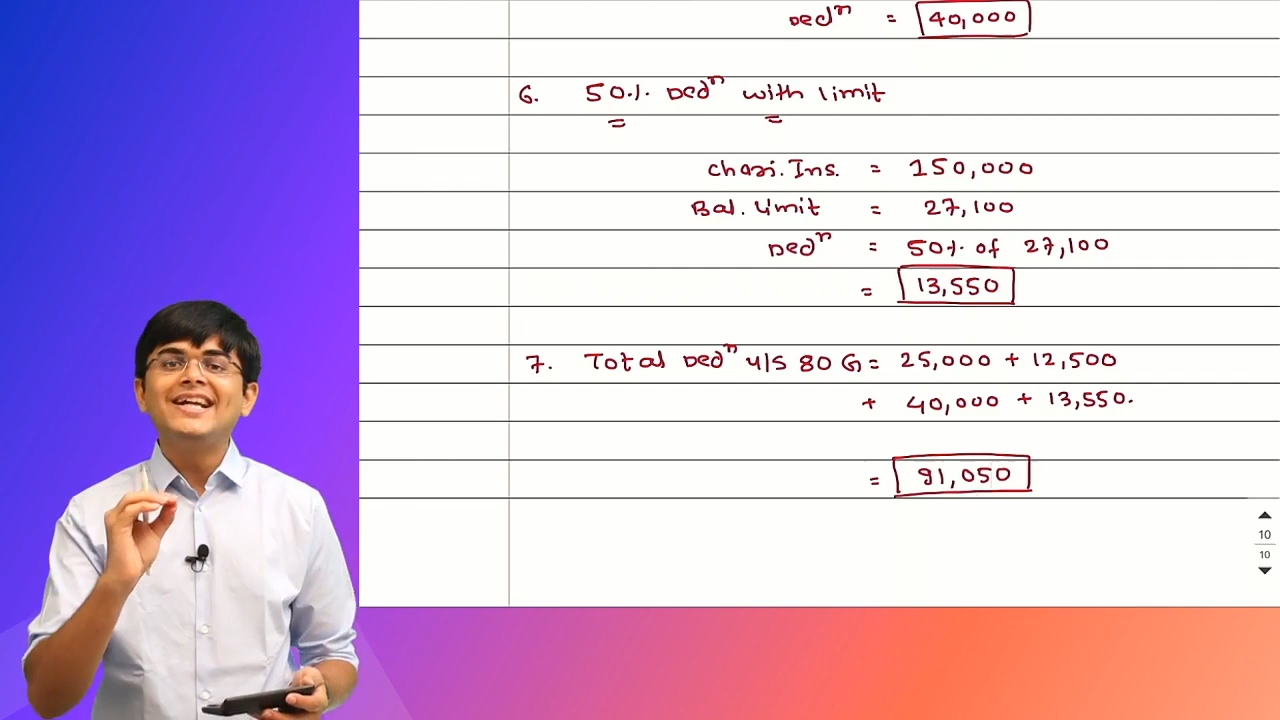 Dedⁿ = 40,000
6. 50.1. Dedⁿ with limit
Chari. Ins. = 150,000
Bal. Limit = 27,100
Dedⁿ = 50%. of 27,100
= 13,550
7. Total Dedⁿ u/s 80 G = 25,000 + 12,500
+ 40,000 + 13,550.
= 91,050
10
10